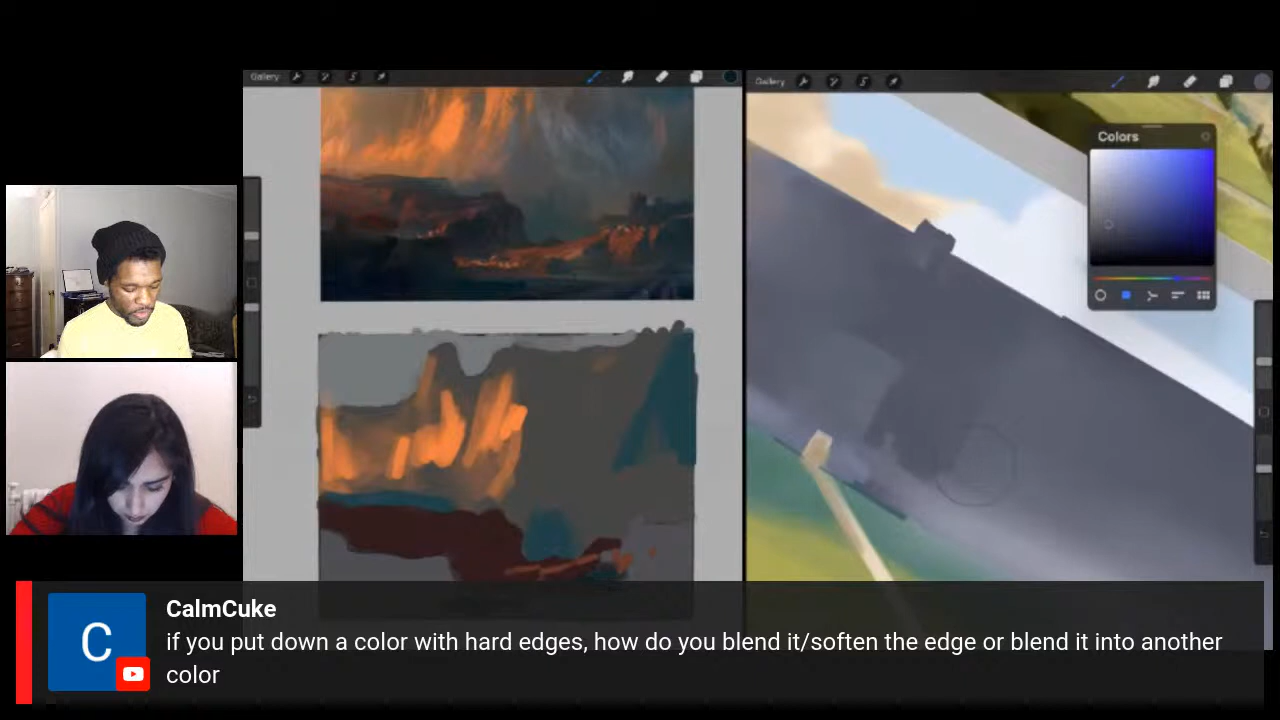 Gallery
Gallery
Colors
C
CalmCuke
if you put down a color with hard edges, how do you blend it/soften the edge or blend it into another
color